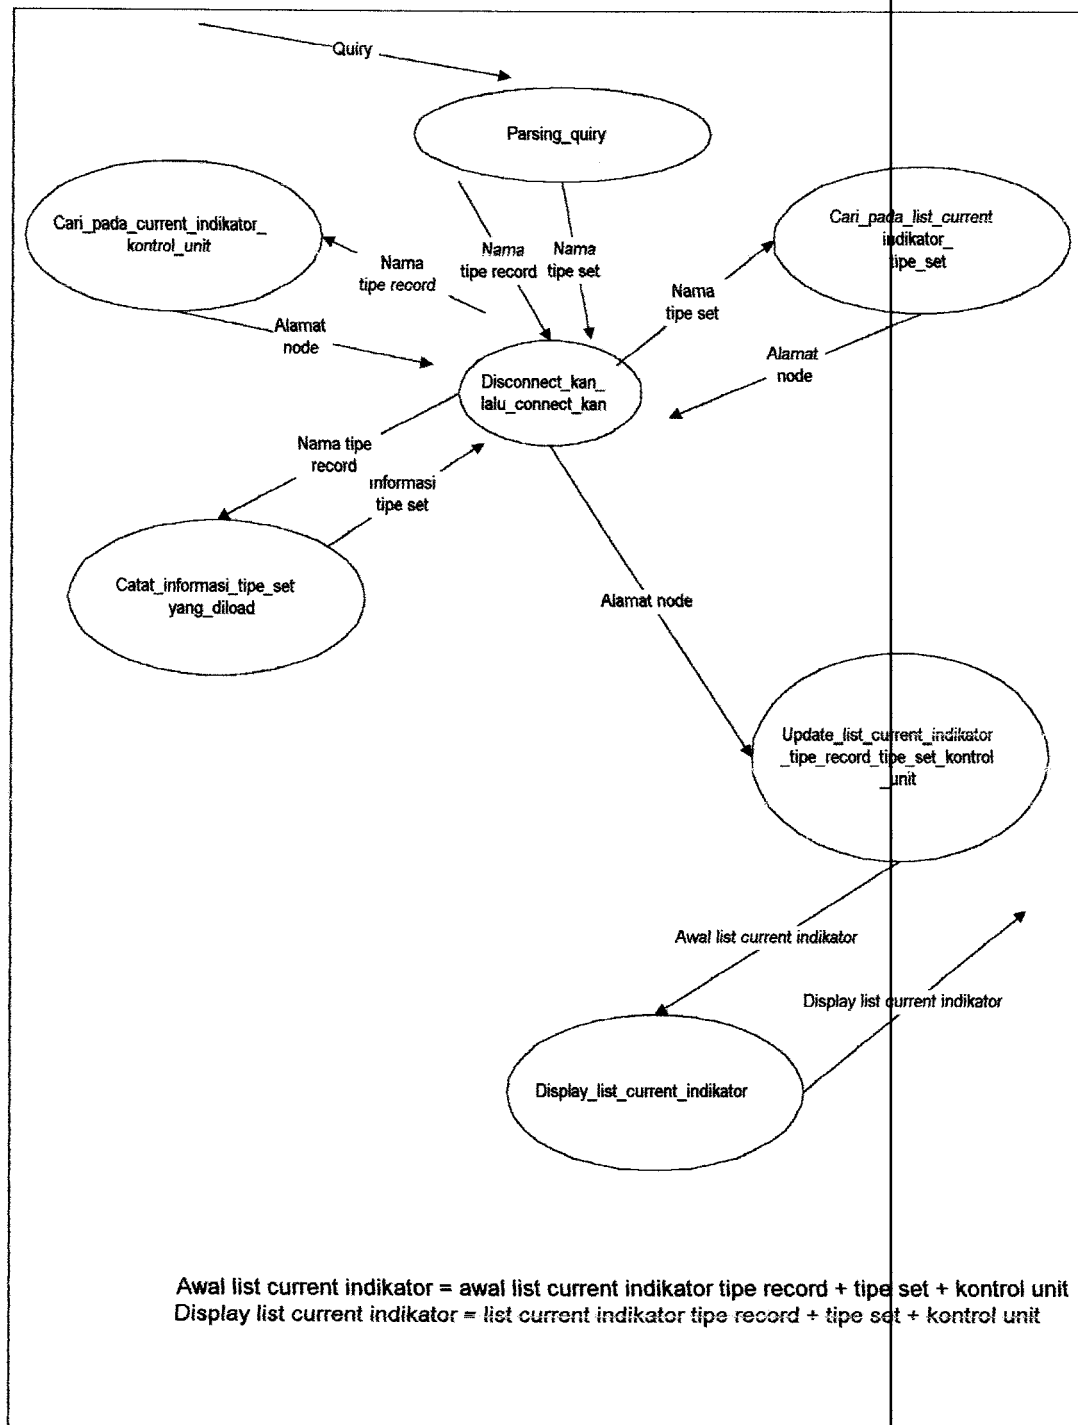 Quiry
Parsing_quiry
Cari_pada_current_indikator_
kontrol_unit
Cari_pada_list_current
indikator_
tipe_set
Nama
tipe record
Nama
tipe record
Nama
tipe set
Nama
tipe set
Alamat
node
Alamat
node
Disconnect_kan_
lalu_connect_kan
Nama tipe
record
informasi
tipe set
Catat_informasi_tipe_set
yang_diload
Alamat node
Update_list_current_indikator
_tipe_record_tipe_set_kontrol
_unit
Awal list current indikator
Display list current indikator
Display_list_current_indikator
Awal list current indikator = awal list current indikator tipe record + tipe set + kontrol unit
Display list current indikator = list current indikator tipe record + tipe set + kontrol unit